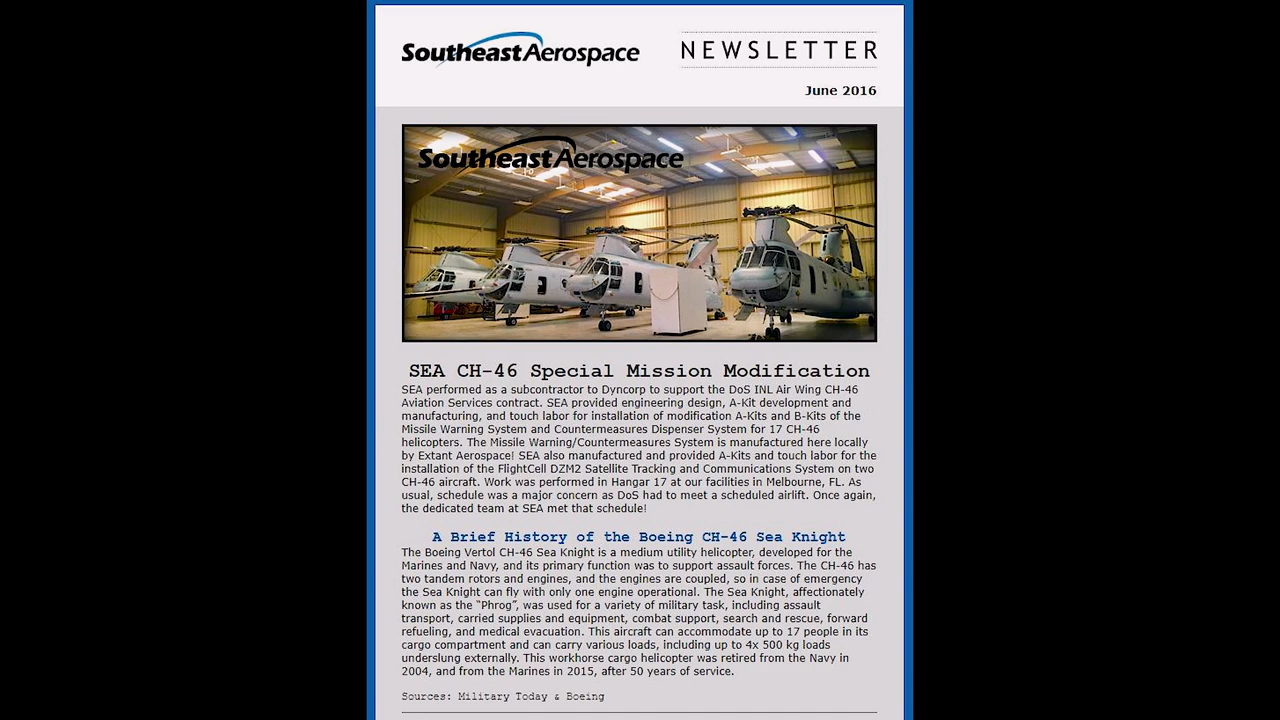 Southeast Aerospace NEWSLETTER
June 2016
Southeast Aerospace
SEA CH-46 Special Mission Modification
SEA performed as a subcontractor to Dyncorp to support the DoS INL Air Wing CH-46
Aviation Services contract. SEA provided engineering design, A-Kit development and
manufacturing, and touch labor for installation of modification A-Kits and B-Kits of the
Missile Warning System and Countermeasures Dispenser System for 17 CH-46
helicopters. The Missile Warning/Countermeasures System is manufactured here locally
by Extant Aerospace! SEA also manufactured and provided A-Kits and touch labor for the
installation of the FlightCell DZM2 Satellite Tracking and Communications System on two
CH-46 aircraft. Work was performed in Hangar 17 at our facilities in Melbourne, FL. As
usual, schedule was a major concern as DoS had to meet a scheduled airlift. Once again,
the dedicated team at SEA met that schedule!
A Brief History of the Boeing CH-46 Sea Knight
The Boeing Vertol CH-46 Sea Knight is a medium utility helicopter, developed for the
Marines and Navy, and its primary function was to support assault forces. The CH-46 has
two tandem rotors and engines, and the engines are coupled, so in case of emergency
the Sea Knight can fly with only one engine operational. The Sea Knight, affectionately
known as the “Phrog”, was used for a variety of military task, including assault
transport, carried supplies and equipment, combat support, search and rescue, forward
refueling, and medical evacuation. This aircraft can accommodate up to 17 people in its
cargo compartment and can carry various loads, including up to 4x 500 kg loads
underslung externally. This workhorse cargo helicopter was retired from the Navy in
2004, and from the Marines in 2015, after 50 years of service.
Sources: Military Today & Boeing